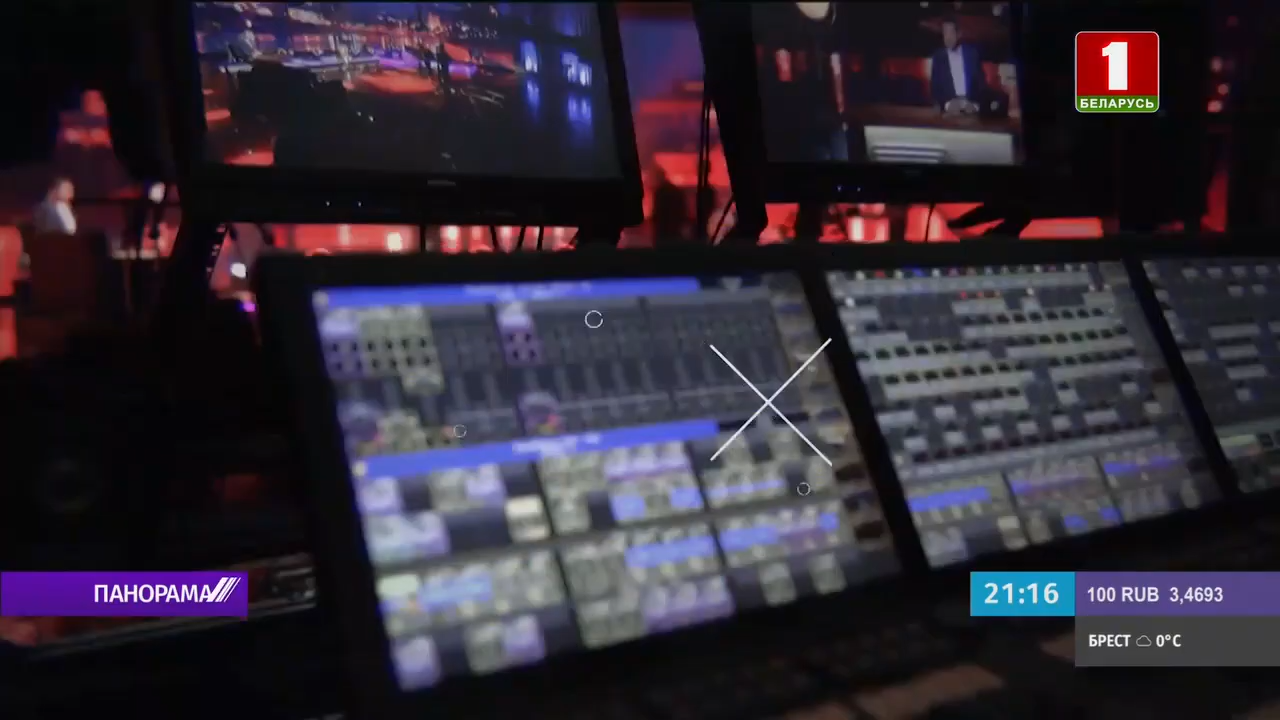 1
БЕЛАРУСЬ
ПАНОРАМА
21:16
100 RUB 3,4693
БРЕСТ 0°C